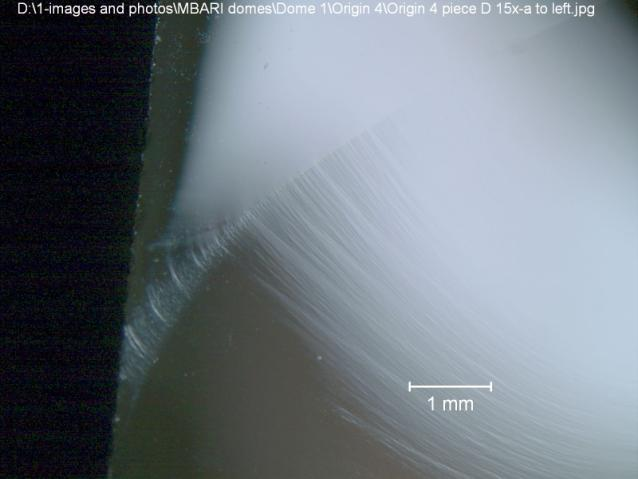 D:\1-images and photos\MBARI domes\Dome 1\Origin 4\Origin 4 piece D 15x-a to left.jpg
1 mm